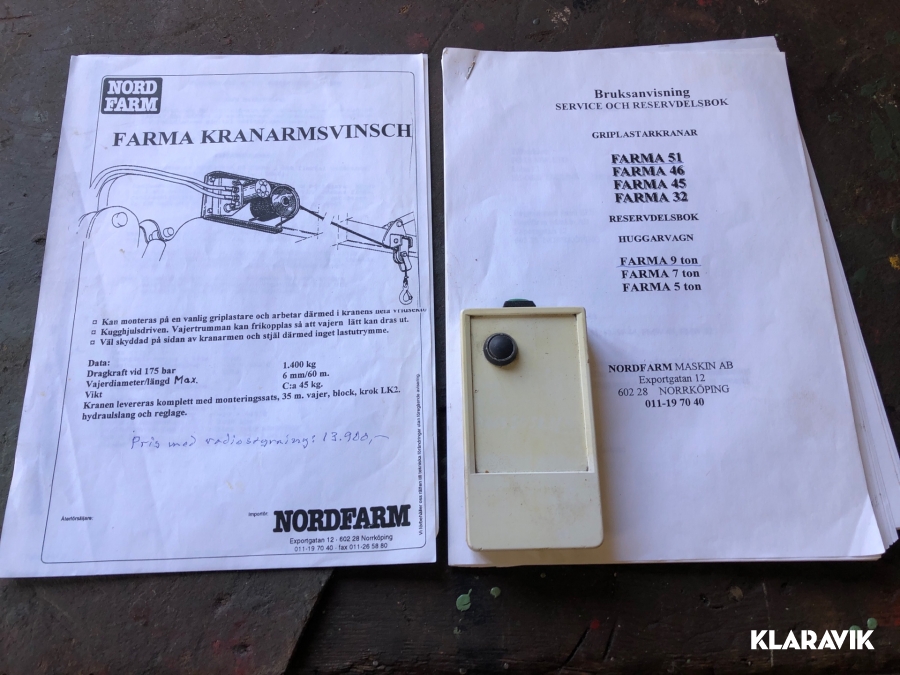 NORD
FARM
FARMA KRANARMSVINSCH
¤ Kan monteras på en vanlig griplastare och arbetar därmed i kranens hela
¤ Kugghjulsdriven. Vajertrumman kan frikopplas så att vajern lätt kan dras ut.
¤ Väl skyddad på sidan av kranarmen och stjäl därmed inget lastutrymme.
Data:
Dragkraft vid 175 bar 1.400 kg
Vajerdiameter/längd Max. 6 mm/60 m.
Vikt C:a 45 kg.
Kranen levereras komplett med monteringssats, 35 m. vajer, block, krok LK2.
hydraulslang och reglage.
Pris med radiostyrning: 13.900,-
Återförsäljare:
Importör:
NORDFARM
Exportgatan 12 · 602 28 Norrköping
011-19 70 40 · fax 011-26 58 80
Bruksanvisning
SERVICE OCH RESERVDELSBOK
GRIPLASTARKRANAR
FARMA 51
FARMA 46
FARMA 45
FARMA 32
RESERVDELSBOK
HUGGARVAGN
FARMA 9 ton
FARMA 7 ton
FARMA 5 ton
NORDFARM MASKIN AB
Exportgatan 12
602 28 NORRKÖPING
011-19 70 40
KLARAVIK